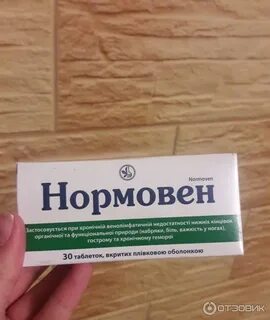 Normoven
Нормовен
Застосовується при хронічній венолімфатичній недостатності нижніх кінцівок
органічної та функціональної природи (набряки, біль, важкість у ногах),
гострому та хронічному геморої
30 таблеток, вкритих плівковою оболонкою
ОТЗОВИК